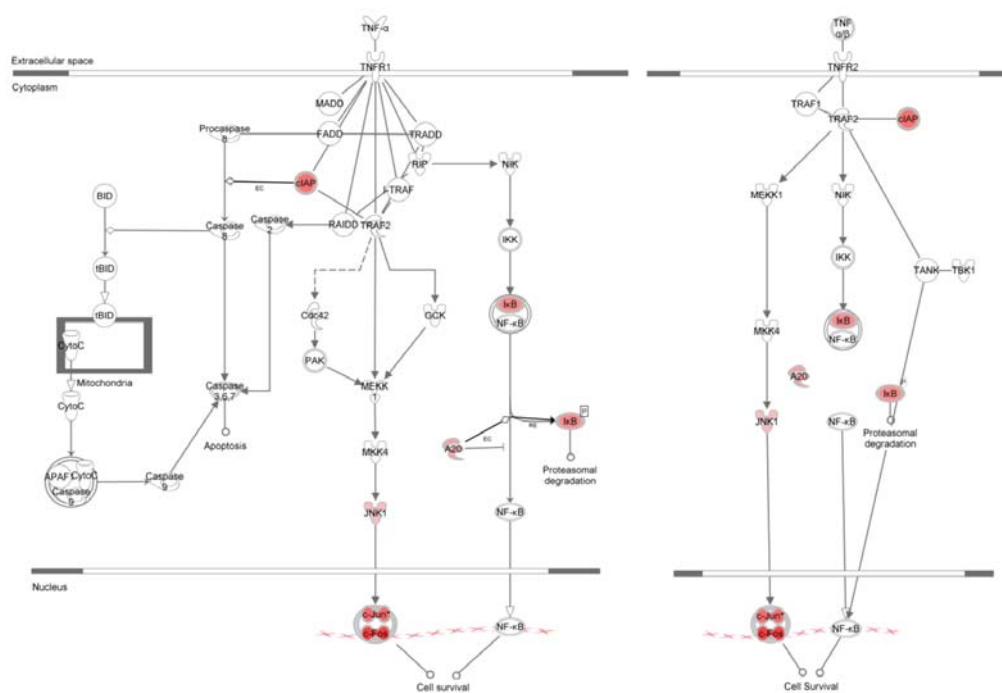 TNF-α
Extracellular space
TNFR1
Cytoplasm
MADD
Procaspase
8
FADD
TRADD
RIP
NIK
cIAP
EC
I-TRAF
BID
Caspase
8
Caspase
2
RAIDD
TRAF2
IKK
tBID
tBID
Cdc42
GCK
IκB
NF-κB
CytoC
PAK
Mitochondria
Caspase
3,6,7
MEKK
1
CytoC
Apoptosis
P
IκB
RE
EC
A20
MKK4
Proteasomal
degradation
APAF1
CytoC
Caspase
9
Caspase
9
JNK1
NF-κB
Nucleus
c-Jun*
c-Fos
NF-κB
Cell survival
TNF
α/β
TNFR2
TRAF1
TRAF2
cIAP
MEKK1
NIK
IKK
TANK
TBK1
IκB
NF-κB
MKK4
A20
P
IκB
JNK1
NF-κB
Proteasomal
degradation
c-Jun*
c-Fos
NF-κB
Cell Survival